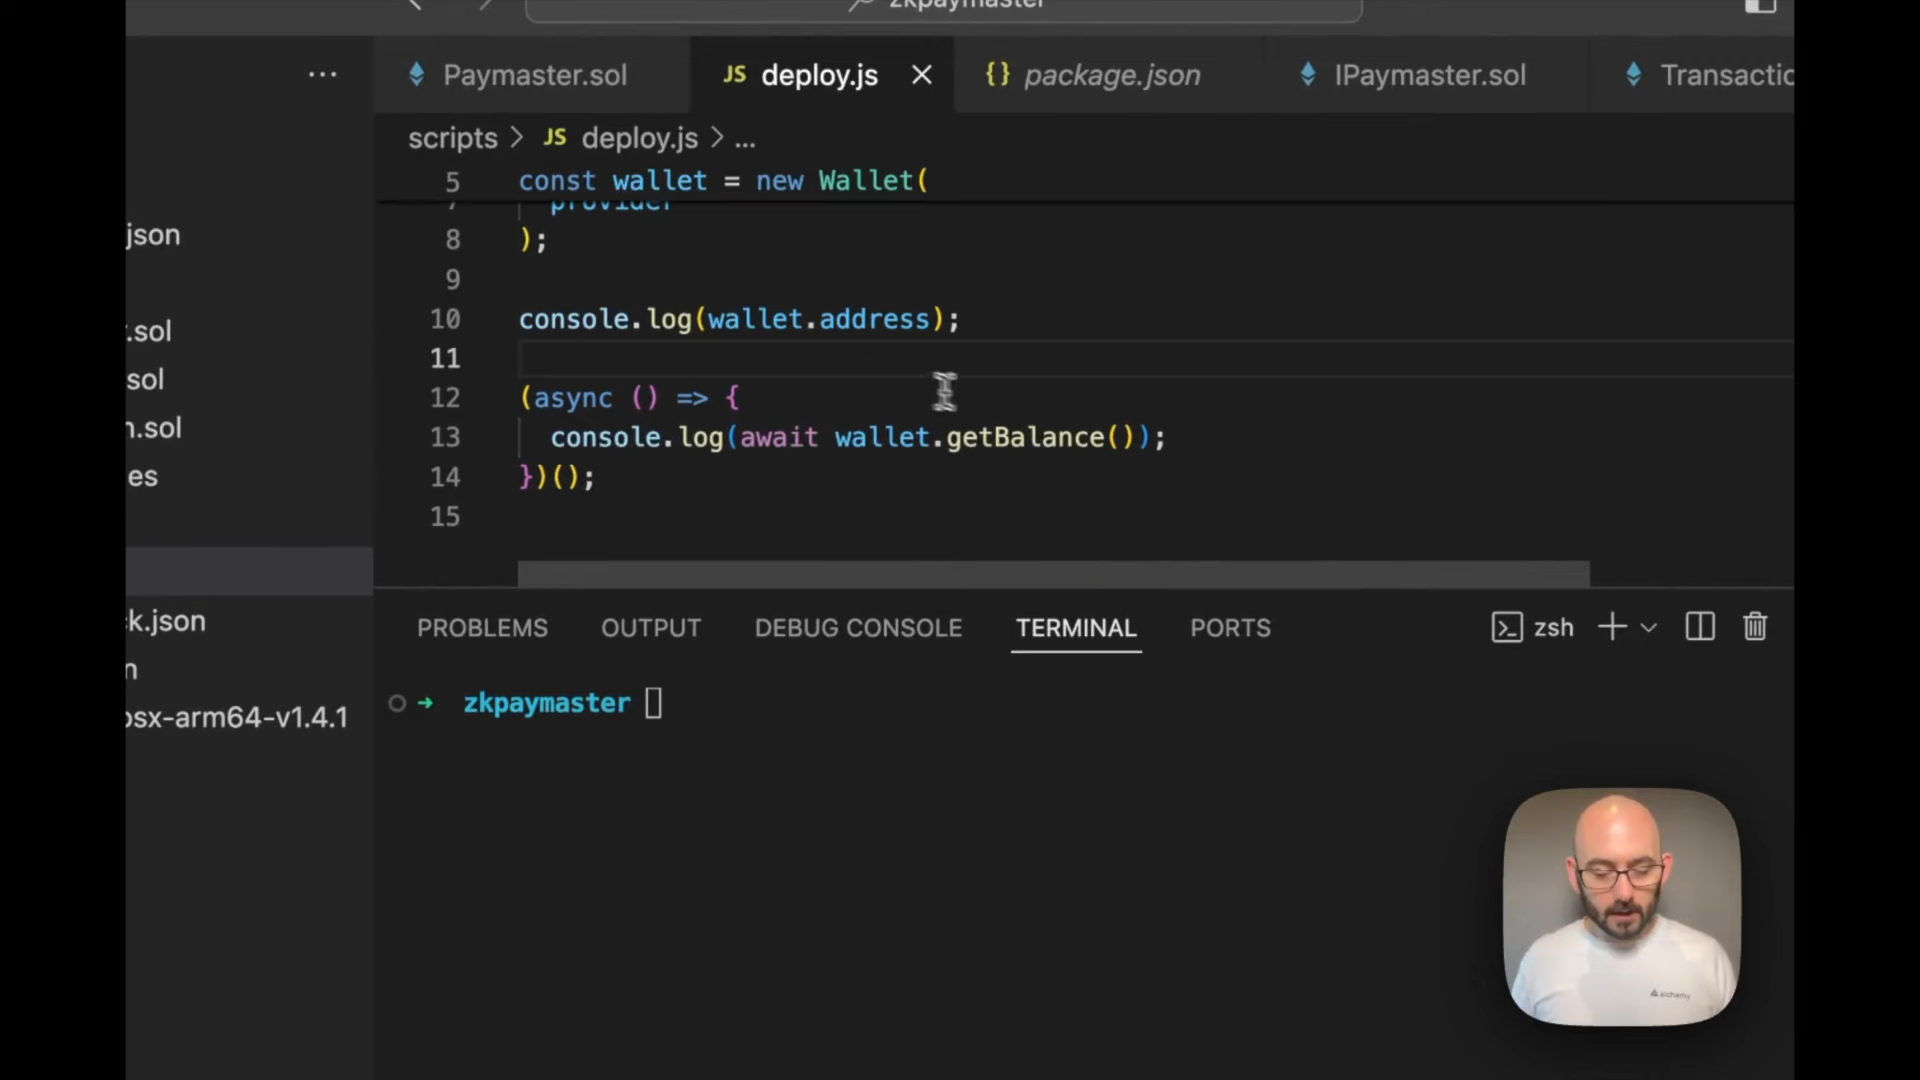 zkpaymaster
Paymaster.sol
JS deploy.js
{} package.json
IPaymaster.sol
Transactio
scripts > JS deploy.js > ...
5 const wallet = new Wallet(
7 provider
8 );
9
10 console.log(wallet.address);
11
12 (async () => {
13 console.log(await wallet.getBalance());
14 })();
15
json
.sol
sol
n.sol
es
k.json
n
osx-arm64-v1.4.1
PROBLEMS
OUTPUT
DEBUG CONSOLE
TERMINAL
PORTS
zsh
zkpaymaster
alchemy